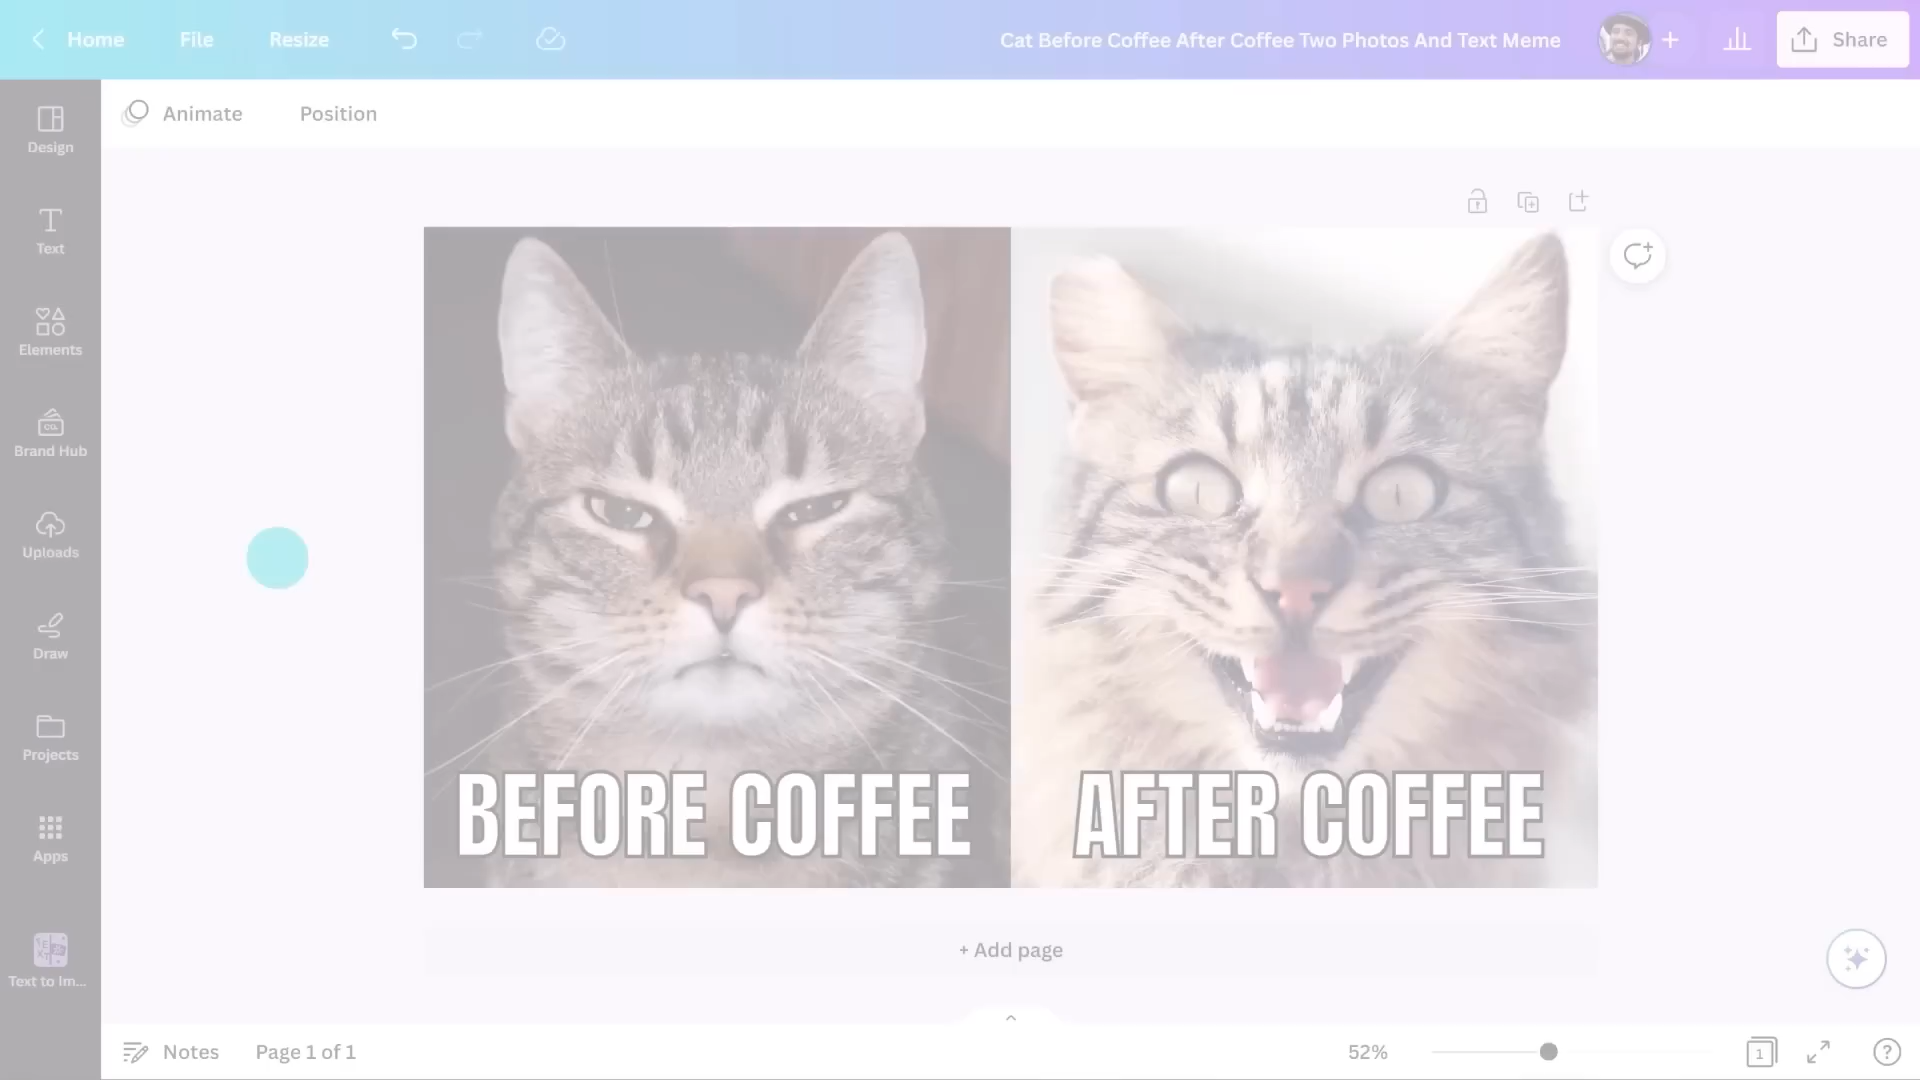 Home File Resize Cat Before Coffee After Coffee Two Photos And Text Meme Share
Animate Position
Design
Text
Elements
CO.
Brand Hub
Uploads
Draw
Projects
Apps
Text to Im...
BEFORE COFFEE AFTER COFFEE
+ Add page
Notes Page 1 of 1 52% 1 ?